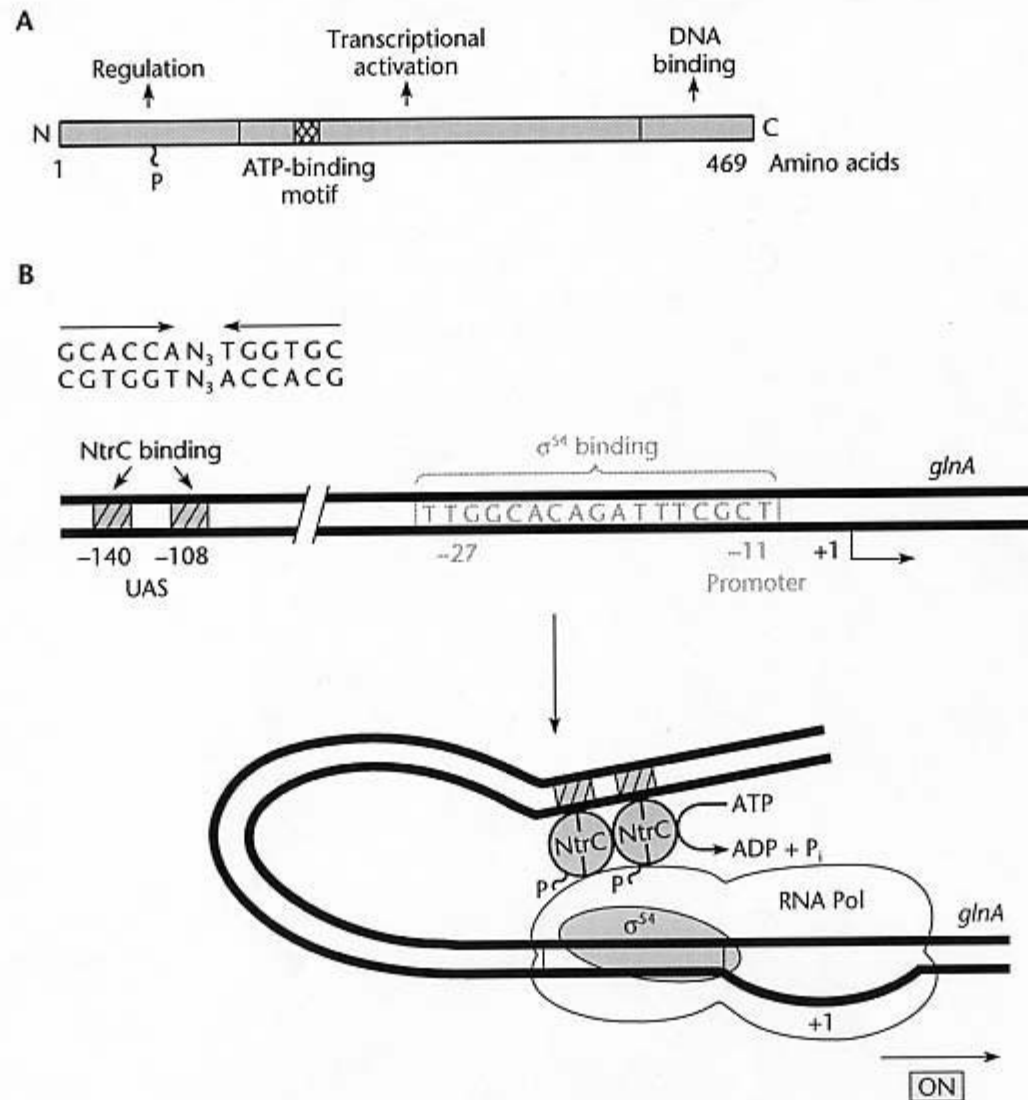 A
Regulation
Transcriptional
activation
DNA
binding
N
C
1
P
ATP-binding
motif
469 Amino acids
B
GCACCAN₃TGGTGC
CGTGGTN₃ACCACG
NtrC binding
σ⁵⁴ binding
glnA
TTGGCACAGATTTCGCT
–140 –108
–27
–11
+1
UAS
Promoter
ATP
NtrC
NtrC
ADP + Pᵢ
P
P
RNA Pol
σ⁵⁴
glnA
+1
ON